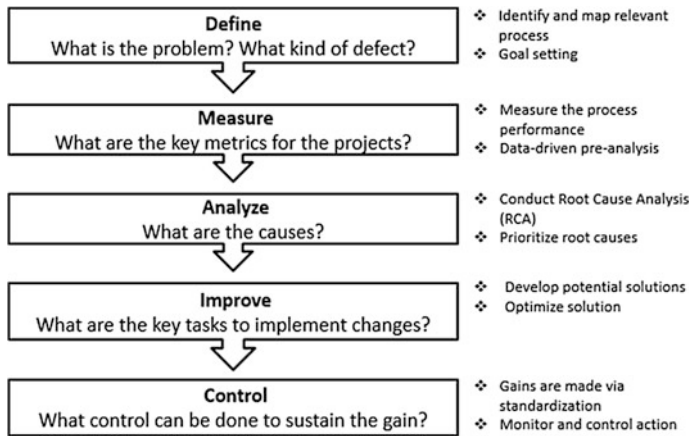 Define
What is the problem? What kind of defect?
❖ Identify and map relevant
process
❖ Goal setting
Measure
What are the key metrics for the projects?
❖ Measure the process
performance
❖ Data-driven pre-analysis
Analyze
What are the causes?
❖ Conduct Root Cause Analysis
(RCA)
❖ Prioritize root causes
Improve
What are the key tasks to implement changes?
❖ Develop potential solutions
❖ Optimize solution
Control
What control can be done to sustain the gain?
❖ Gains are made via
standardization
❖ Monitor and control action